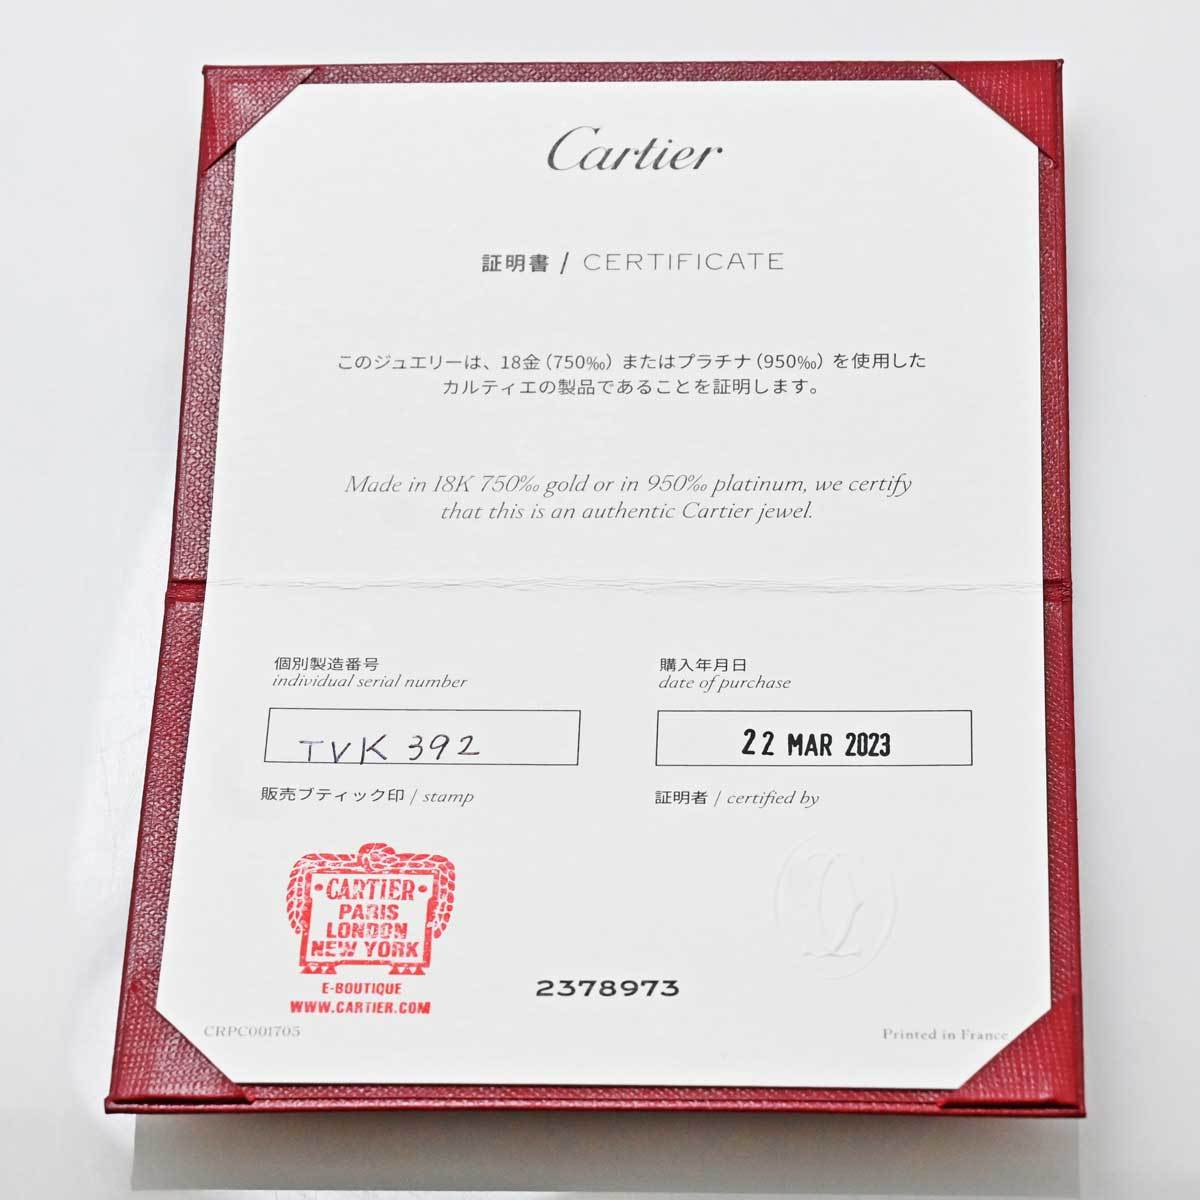 Cartier
証明書 / CERTIFICATE
このジュエリーは、18金（750‰）またはプラチナ（950‰）を使用した
カルティエの製品であることを証明します。
Made in 18K 750‰ gold or in 950‰ platinum, we certify
that this is an authentic Cartier jewel.
個別製造番号
individual serial number
TVK 392
購入年月日
date of purchase
22 MAR 2023
販売ブティック印 / stamp
証明者 / certified by
CARTIER
PARIS
LONDON
NEW YORK
E-BOUTIQUE
WWW.CARTIER.COM
2378973
CRPC001705
Printed in France